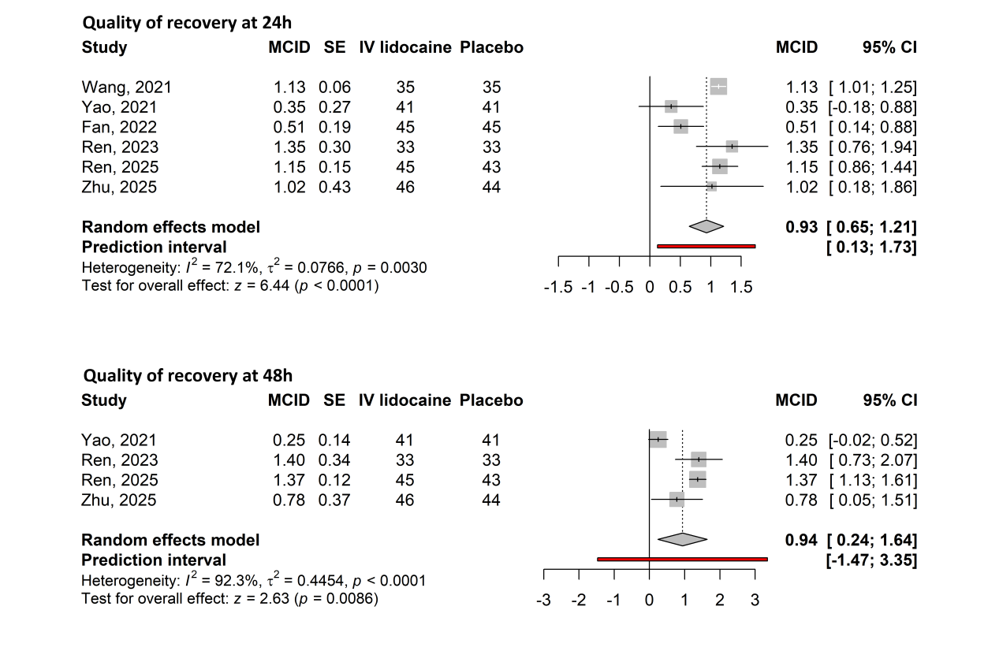 Quality of recovery at 24h
Study MCID SE IV lidocaine Placebo MCID 95% CI
Wang, 2021 1.13 0.06 35 35 1.13 [ 1.01; 1.25]
Yao, 2021 0.35 0.27 41 41 0.35 [-0.18; 0.88]
Fan, 2022 0.51 0.19 45 45 0.51 [ 0.14; 0.88]
Ren, 2023 1.35 0.30 33 33 1.35 [ 0.76; 1.94]
Ren, 2025 1.15 0.15 45 43 1.15 [ 0.86; 1.44]
Zhu, 2025 1.02 0.43 46 44 1.02 [ 0.18; 1.86]
Random effects model 0.93 [ 0.65; 1.21]
Prediction interval [ 0.13; 1.73]
Heterogeneity: I² = 72.1%, τ² = 0.0766, p = 0.0030
Test for overall effect: z = 6.44 (p < 0.0001)
-1.5 -1 -0.5 0 0.5 1 1.5
Quality of recovery at 48h
Study MCID SE IV lidocaine Placebo MCID 95% CI
Yao, 2021 0.25 0.14 41 41 0.25 [-0.02; 0.52]
Ren, 2023 1.40 0.34 33 33 1.40 [ 0.73; 2.07]
Ren, 2025 1.37 0.12 45 43 1.37 [ 1.13; 1.61]
Zhu, 2025 0.78 0.37 46 44 0.78 [ 0.05; 1.51]
Random effects model 0.94 [ 0.24; 1.64]
Prediction interval [-1.47; 3.35]
Heterogeneity: I² = 92.3%, τ² = 0.4454, p < 0.0001
Test for overall effect: z = 2.63 (p = 0.0086)
-3 -2 -1 0 1 2 3